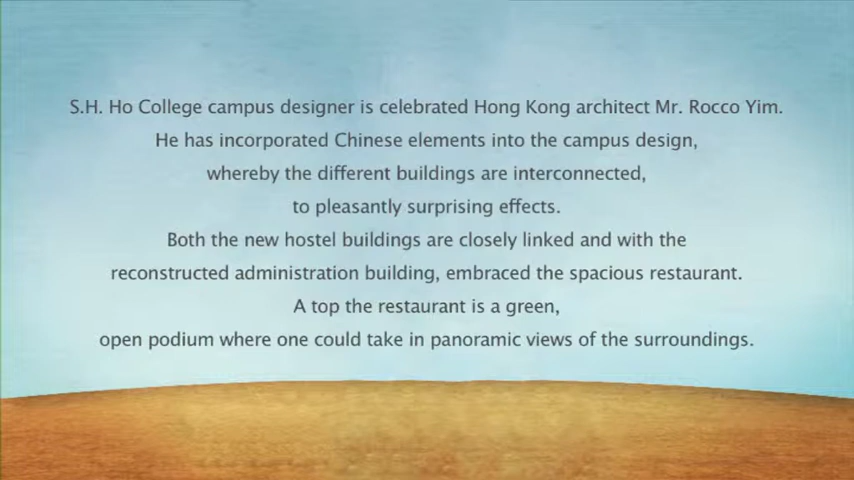 S.H. Ho College campus designer is celebrated Hong Kong architect Mr. Rocco Yim.
He has incorporated Chinese elements into the campus design,
whereby the different buildings are interconnected,
to pleasantly surprising effects.
Both the new hostel buildings are closely linked and with the
reconstructed administration building, embraced the spacious restaurant.
A top the restaurant is a green,
open podium where one could take in panoramic views of the surroundings.